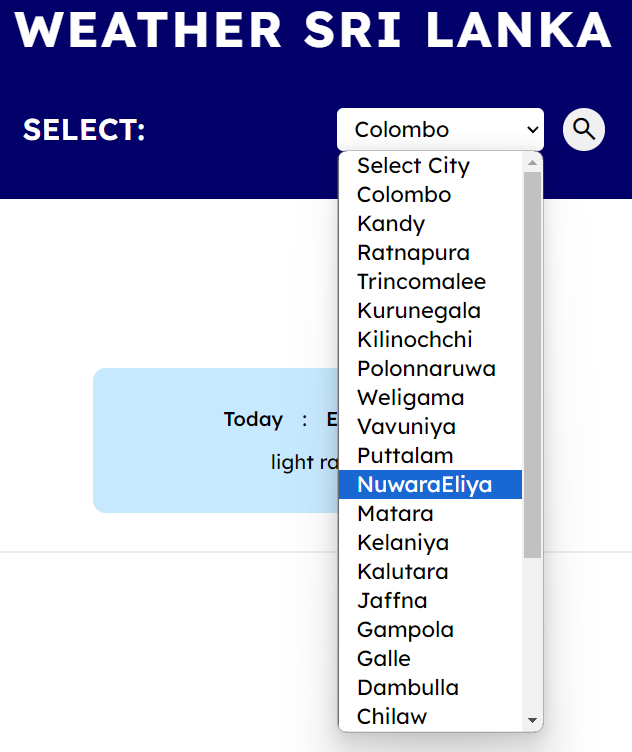 WEATHER SRI LANKA
SELECT:
Colombo
Select City
Colombo
Kandy
Ratnapura
Trincomalee
Kurunegala
Kilinochchi
Polonnaruwa
Weligama
Vavuniya
Puttalam
NuwaraEliya
Matara
Kelaniya
Kalutara
Jaffna
Gampola
Galle
Dambulla
Chilaw
Today :
light